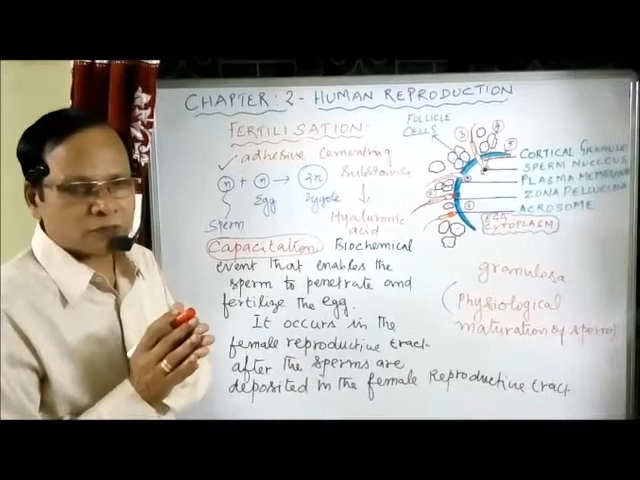 CHAPTER: 2- HUMAN REPRODUCTION
FERTILISATION
✓ adhesive Cementing
Substance
n + n → 2n
Sperm
Egg
Zygote
Hyaluronic
acid
Capacitation Biochemical
event that enables the
sperm to penetrate and
fertilize the egg.
It occurs in the
female reproductive tract
after the sperms are
deposited in the female Reproductive tract
FOLLICLE
CELLS
CORTICAL GRANULE
SPERM NUCLEUS
PLASMA MEMBRANE
ZONA PELLUCIDA
ACROSOME
EGG
CYTOPLASM
granulosa
(Physiological
maturation of sperm)